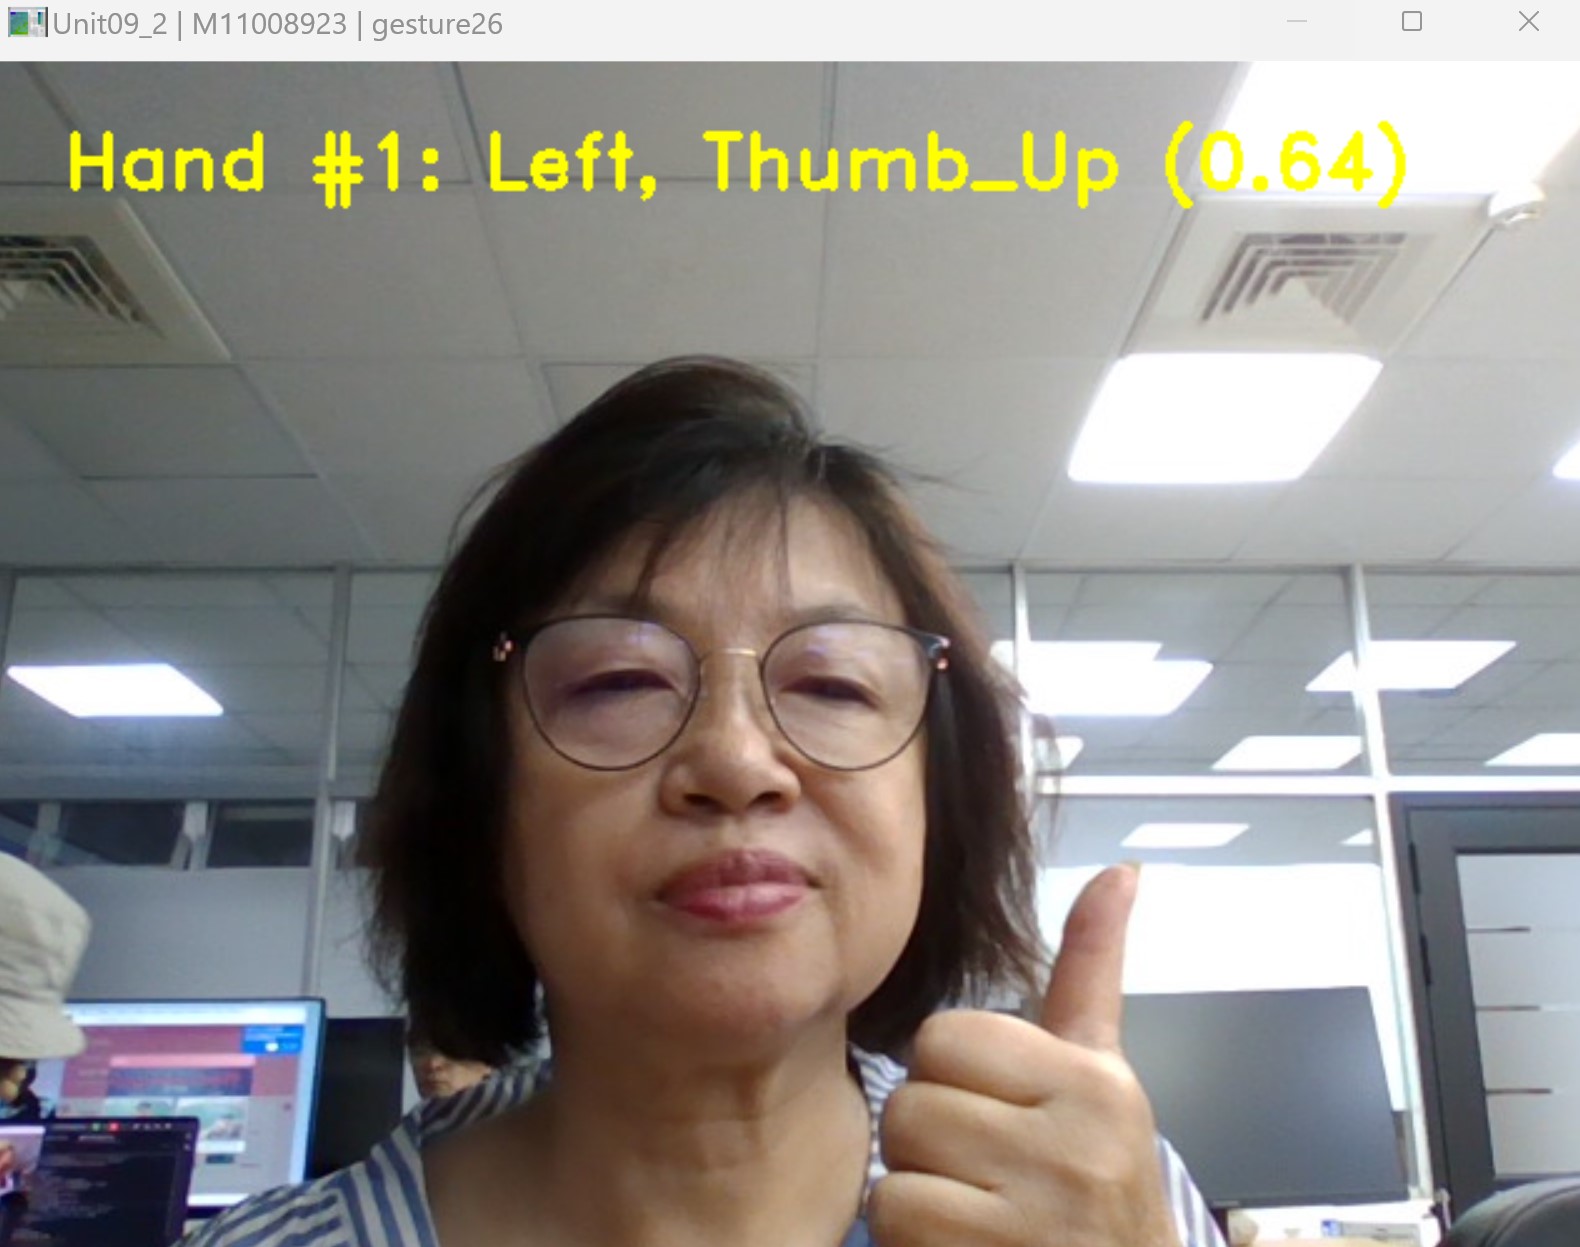 Unit09_2 | M11008923 | gesture26
Hand #1: Left, Thumb_Up (0.64)